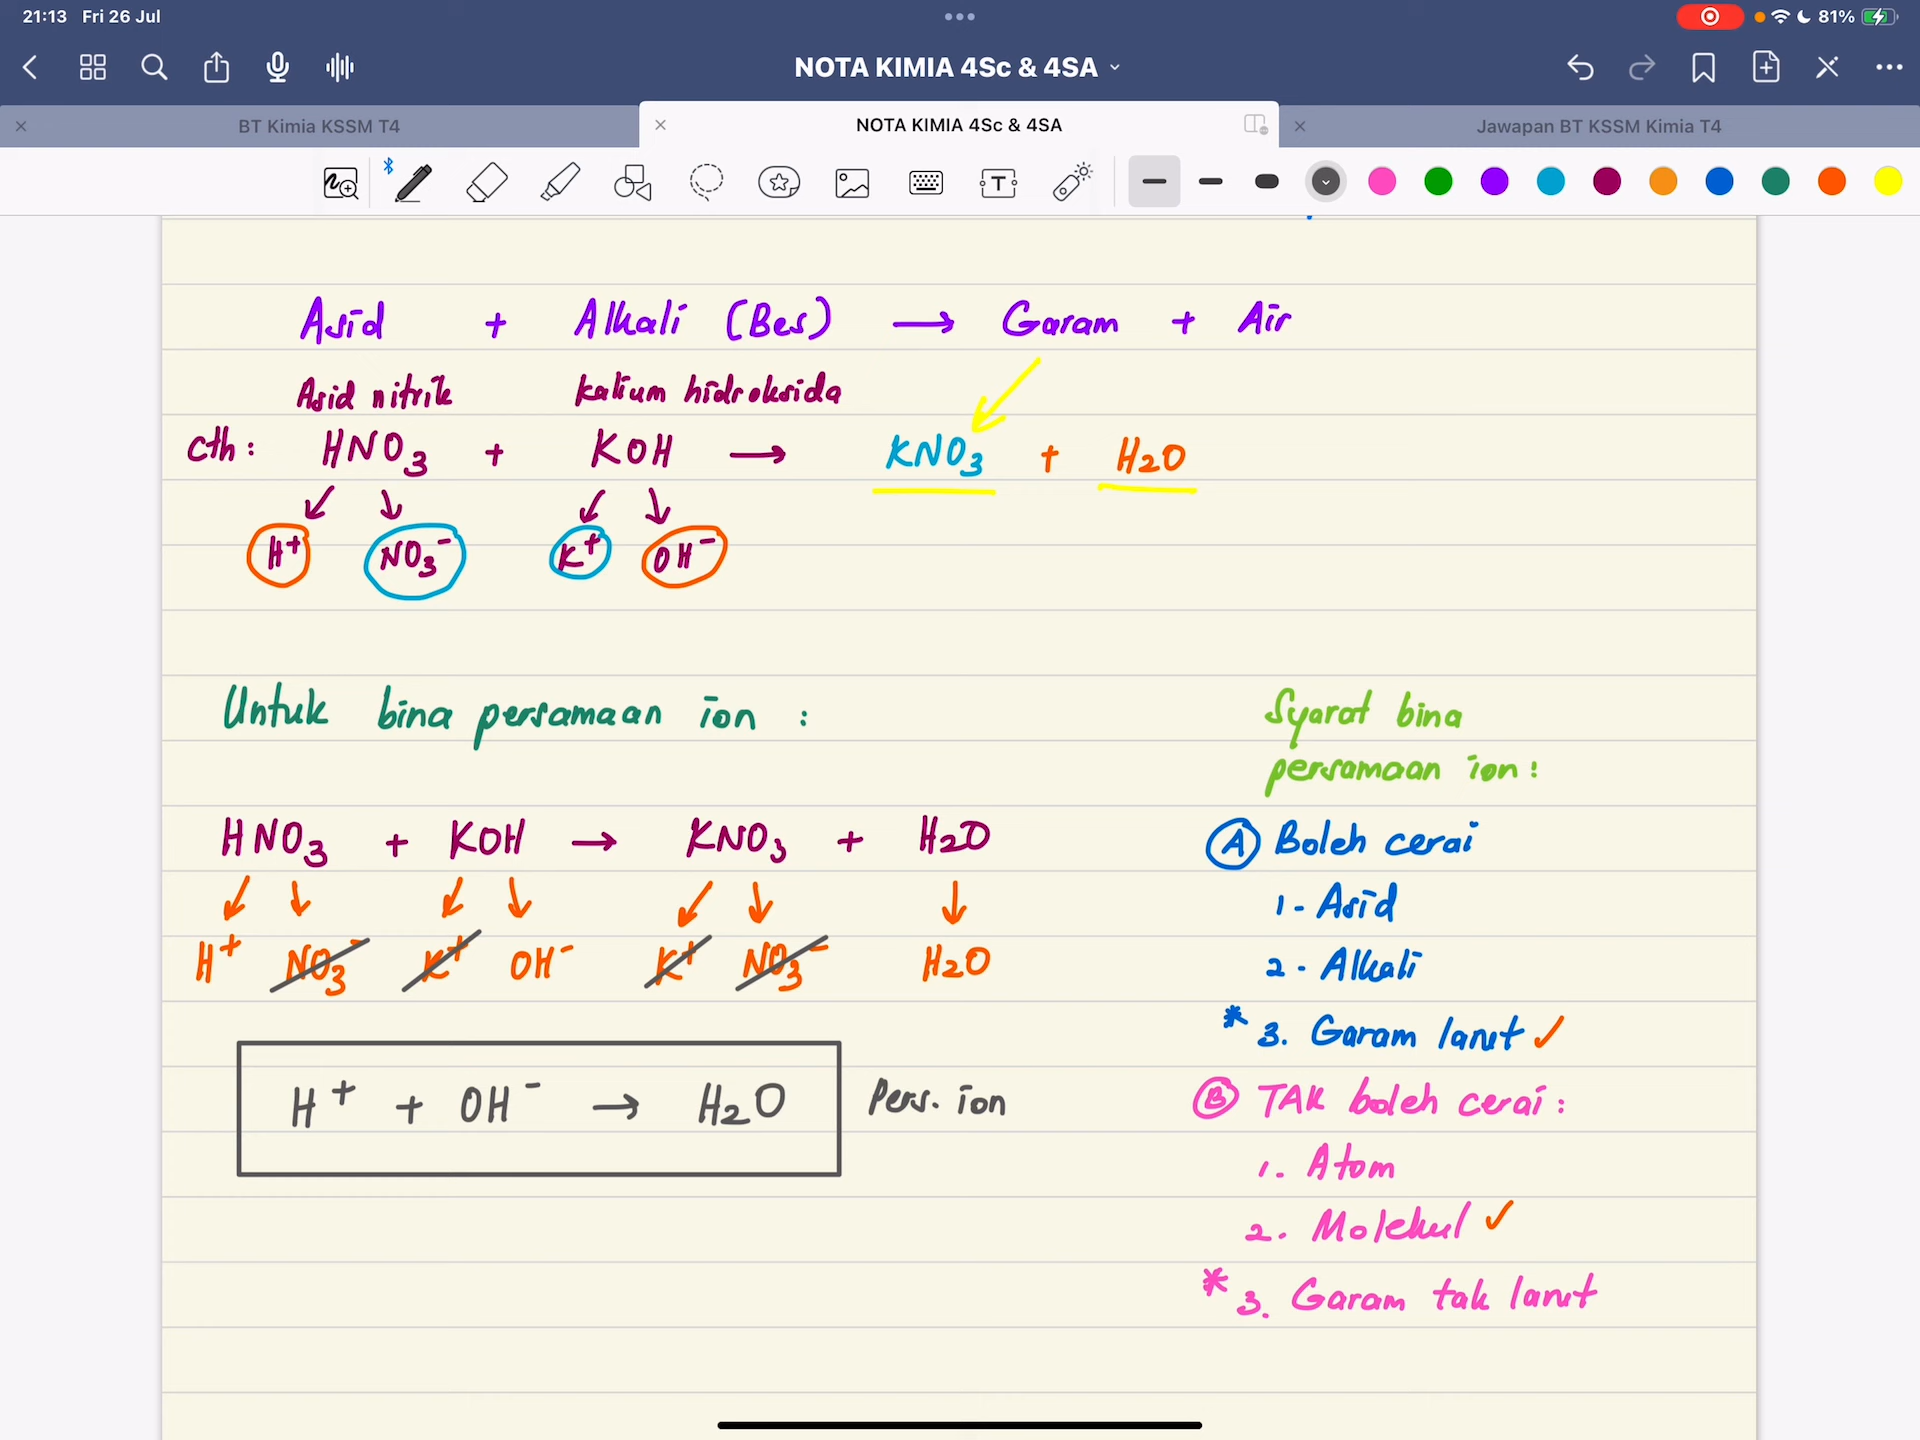 21:13 Fri 26 Jul
81%
NOTA KIMIA 4Sc & 4SA
BT Kimia KSSM T4
NOTA KIMIA 4Sc & 4SA
Jawapan BT KSSM Kimia T4
Asid + Alkali (Bes) → Garam + Air
Asid nitrik kalium hidroksida
Cth: HNO₃ + KOH → KNO₃ + H₂O
H⁺ NO₃⁻ K⁺ OH⁻
Untuk bina persamaan ion :
HNO₃ + KOH → KNO₃ + H₂O
H⁺ NO₃⁻ K⁺ OH⁻ K⁺ NO₃⁻ H₂O
H⁺ + OH⁻ → H₂O Pers. ion
Syarat bina
persamaan ion :
Ⓐ Boleh cerai
1- Asid
2- Alkali
* 3. Garam larut ✓
Ⓑ TAK boleh cerai :
1. Atom
2. Molekul ✓
* 3. Garam tak larut